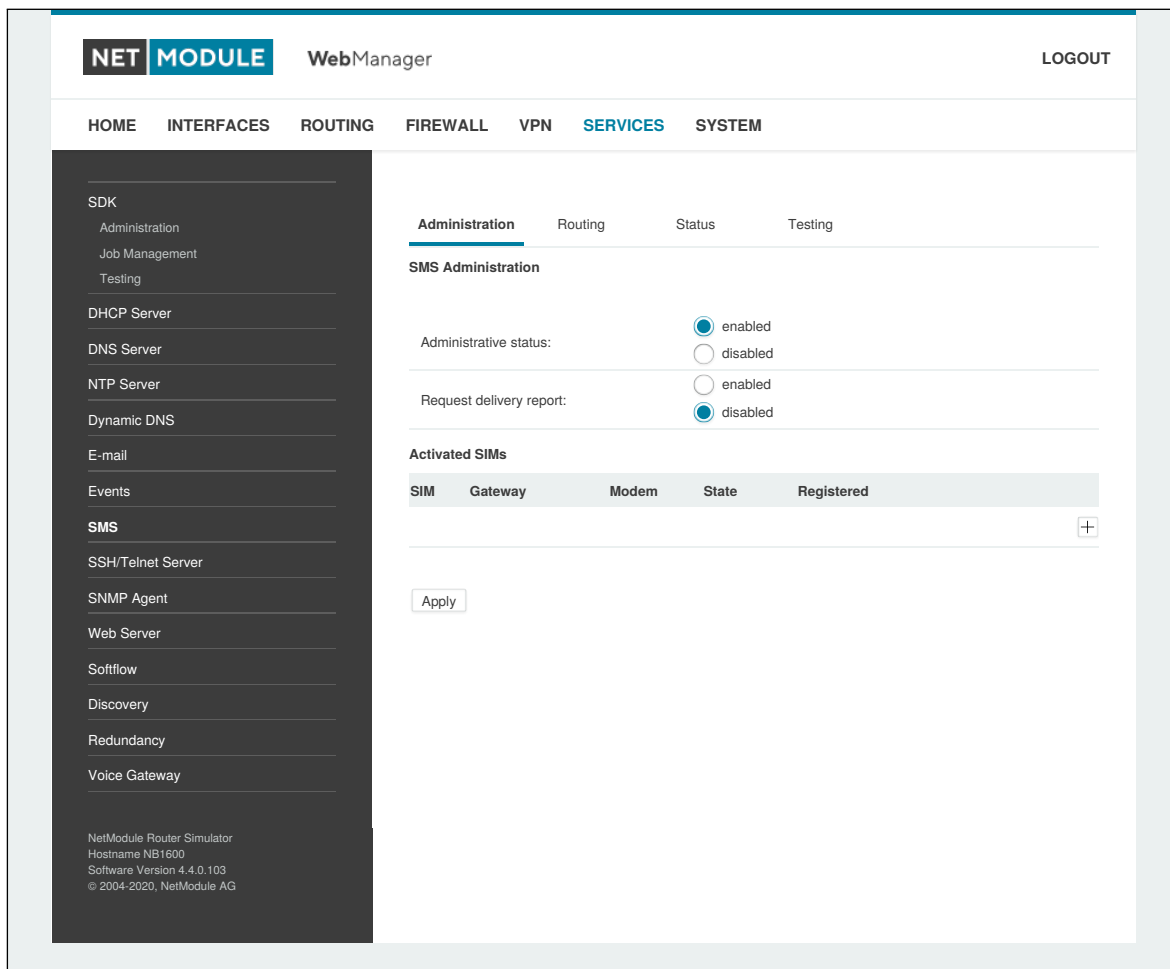 NET MODULE WebManager LOGOUT
HOME INTERFACES ROUTING FIREWALL VPN SERVICES SYSTEM
SDK
Administration
Job Management
Testing
DHCP Server
DNS Server
NTP Server
Dynamic DNS
E-mail
Events
SMS
SSH/Telnet Server
SNMP Agent
Web Server
Softflow
Discovery
Redundancy
Voice Gateway
NetModule Router Simulator
Hostname NB1600
Software Version 4.4.0.103
© 2004-2020, NetModule AG
Administration Routing Status Testing
SMS Administration
Administrative status:
enabled
disabled
Request delivery report:
enabled
disabled
Activated SIMs
SIM Gateway Modem State Registered
Apply